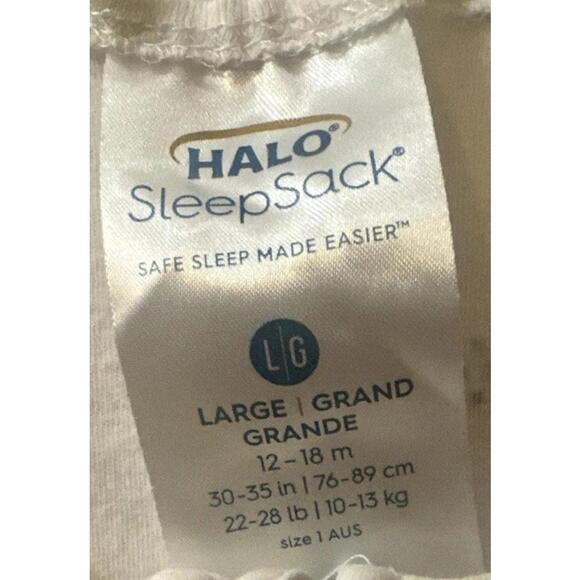 HALO®
SleepSack®
SAFE SLEEP MADE EASIER™
L|G
LARGE | GRAND
GRANDE
12-18 m
30-35 in | 76-89 cm
22-28 lb | 10-13 kg
size 1 AUS